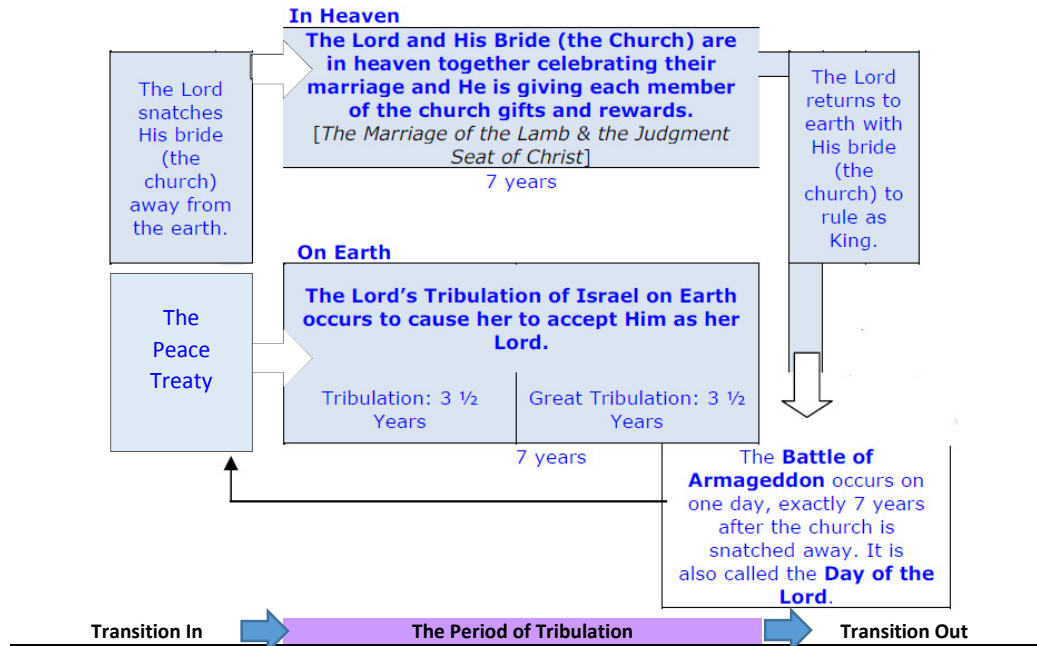 In Heaven
The Lord
snatches
His bride
(the
church)
away from
the earth.
The Lord and His Bride (the Church) are
in heaven together celebrating their
marriage and He is giving each member
of the church gifts and rewards.
[The Marriage of the Lamb & the Judgment
Seat of Christ]
7 years
The Lord
returns to
earth with
His bride
(the
church) to
rule as
King.
On Earth
The
Peace
Treaty
The Lord’s Tribulation of Israel on Earth
occurs to cause her to accept Him as her
Lord.
Tribulation: 3 ½
Years
Great Tribulation: 3 ½
Years
7 years
The Battle of
Armageddon occurs on
one day, exactly 7 years
after the church is
snatched away. It is
also called the Day of the
Lord.
Transition In
The Period of Tribulation
Transition Out